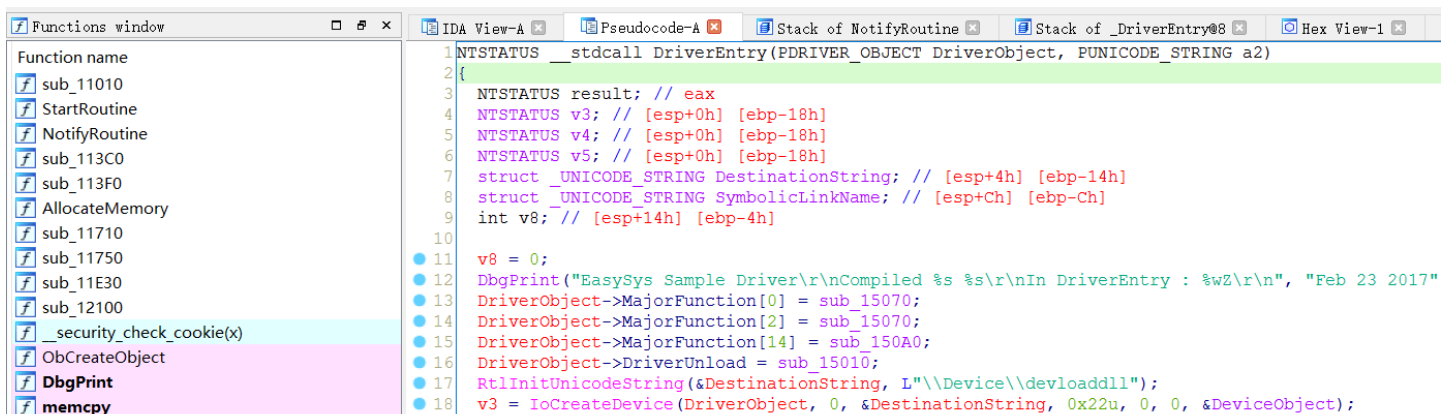 Functions window
IDA View-A Pseudocode-A Stack of NotifyRoutine Stack of _DriverEntry@8 Hex View-1
Function name
sub_11010
StartRoutine
NotifyRoutine
sub_113C0
sub_113F0
AllocateMemory
sub_11710
sub_11750
sub_11E30
sub_12100
__security_check_cookie(x)
ObCreateObject
DbgPrint
memcpy
1 NTSTATUS __stdcall DriverEntry(PDRIVER_OBJECT DriverObject, PUNICODE_STRING a2)
2 {
3 NTSTATUS result; // eax
4 NTSTATUS v3; // [esp+0h] [ebp-18h]
5 NTSTATUS v4; // [esp+0h] [ebp-18h]
6 NTSTATUS v5; // [esp+0h] [ebp-18h]
7 struct _UNICODE_STRING DestinationString; // [esp+4h] [ebp-14h]
8 struct _UNICODE_STRING SymbolicLinkName; // [esp+Ch] [ebp-Ch]
9 int v8; // [esp+14h] [ebp-4h]
10
11 v8 = 0;
12 DbgPrint("EasySys Sample Driver\r\nCompiled %s %s\r\nIn DriverEntry : %wZ\r\n", "Feb 23 2017"
13 DriverObject->MajorFunction[0] = sub_15070;
14 DriverObject->MajorFunction[2] = sub_15070;
15 DriverObject->MajorFunction[14] = sub_150A0;
16 DriverObject->DriverUnload = sub_15010;
17 RtlInitUnicodeString(&DestinationString, L"\\Device\\devloaddll");
18 v3 = IoCreateDevice(DriverObject, 0, &DestinationString, 0x22u, 0, 0, &DeviceObject);